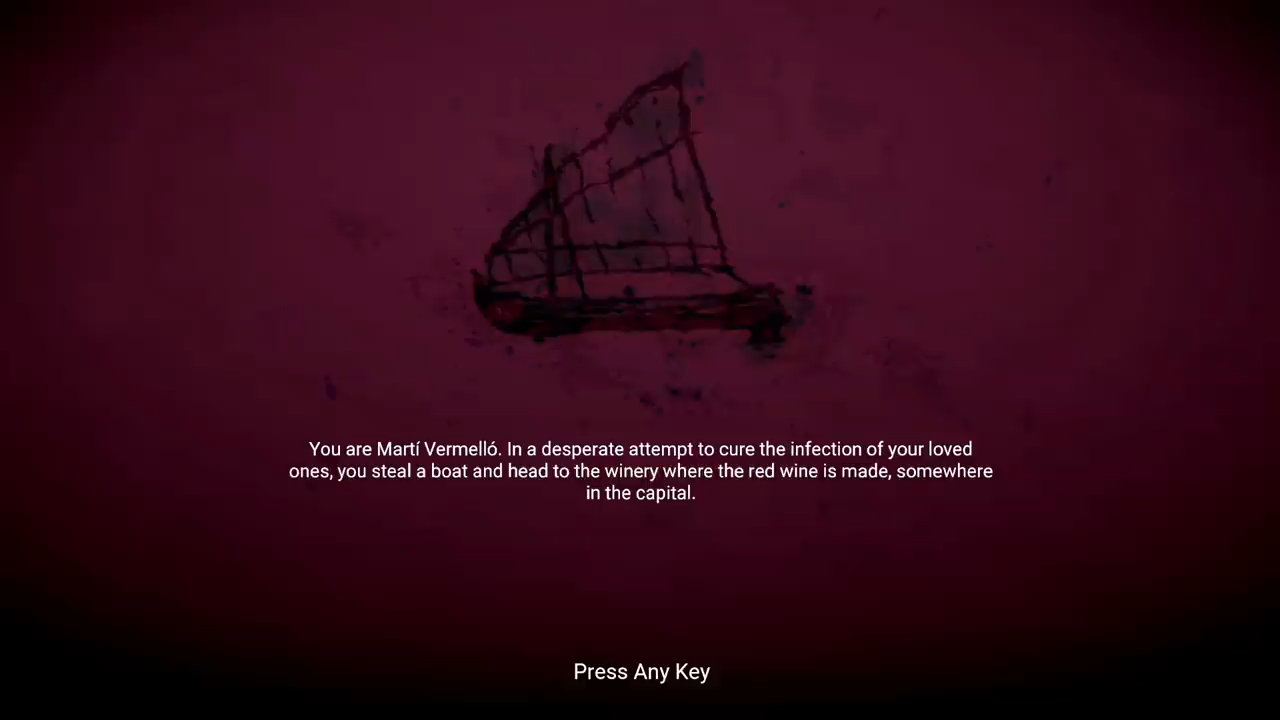 You are Martí Vermelló. In a desperate attempt to cure the infection of your loved
ones, you steal a boat and head to the winery where the red wine is made, somewhere
in the capital.
Press Any Key